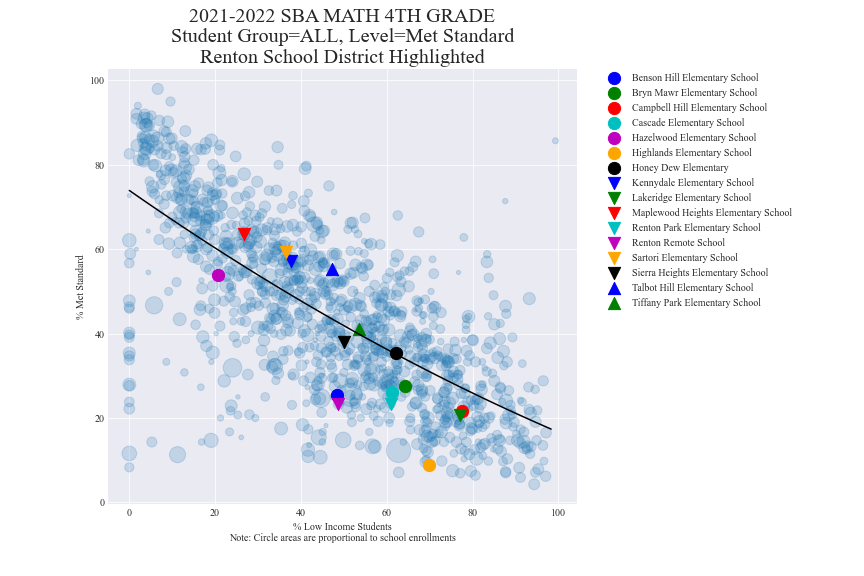 2021-2022 SBA MATH 4TH GRADE
Student Group=ALL, Level=Met Standard
Renton School District Highlighted
100
80
60
40
20
0
% Met Standard
0 20 40 60 80 100
% Low Income Students
Note: Circle areas are proportional to school enrollments
Benson Hill Elementary School
Bryn Mawr Elementary School
Campbell Hill Elementary School
Cascade Elementary School
Hazelwood Elementary School
Highlands Elementary School
Honey Dew Elementary
Kennydale Elementary School
Lakeridge Elementary School
Maplewood Heights Elementary School
Renton Park Elementary School
Renton Remote School
Sartori Elementary School
Sierra Heights Elementary School
Talbot Hill Elementary School
Tiffany Park Elementary School